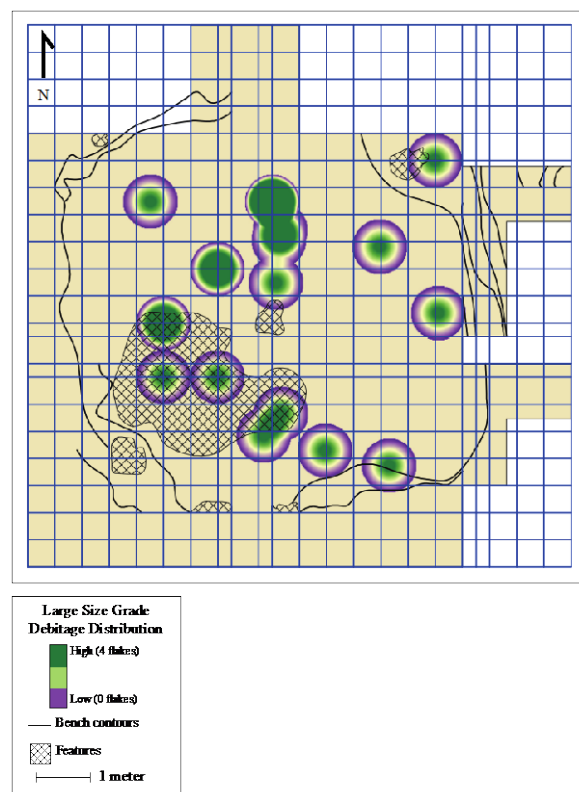 N
Large Size Grade
Debitage Distribution
High (4 flakes)
Low (0 flakes)
Bench contours
Features
1 meter